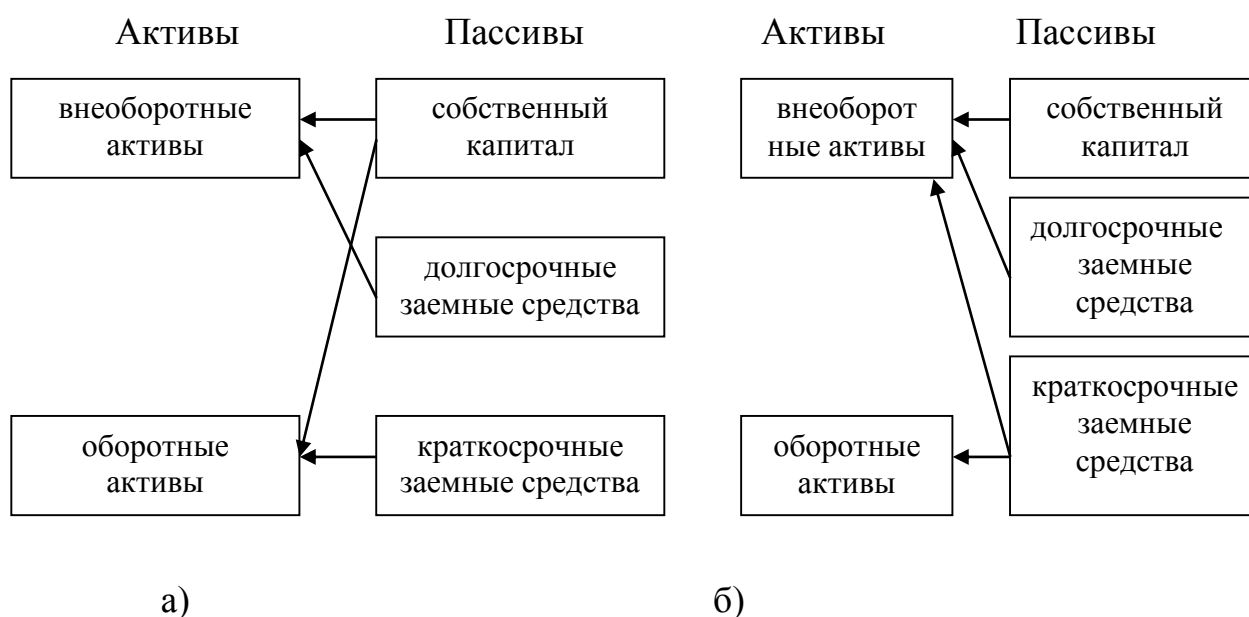 Активы Пассивы
внеоборотные
активы
собственный
капитал
долгосрочные
заемные средства
оборотные
активы
краткосрочные
заемные средства
а)
Активы Пассивы
внеоборот
ные активы
собственный
капитал
долгосрочные
заемные
средства
оборотные
активы
краткосрочные
заемные
средства
б)